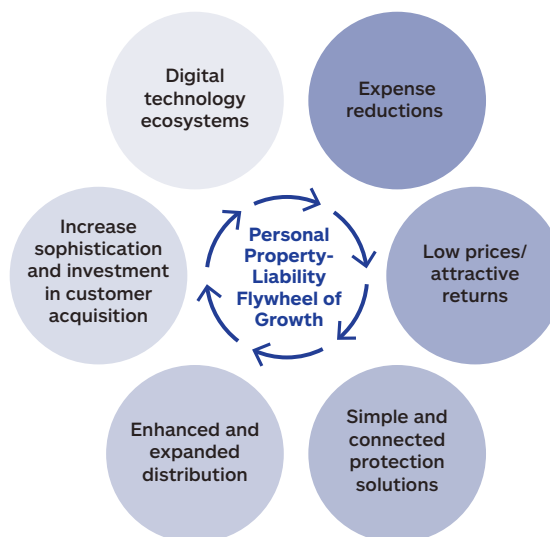 Digital
technology
ecosystems
Expense
reductions
Low prices/
attractive
returns
Simple and
connected
protection
solutions
Enhanced and
expanded
distribution
Increase
sophistication
and investment
in customer
acquisition
Personal
Property-
Liability
Flywheel of
Growth